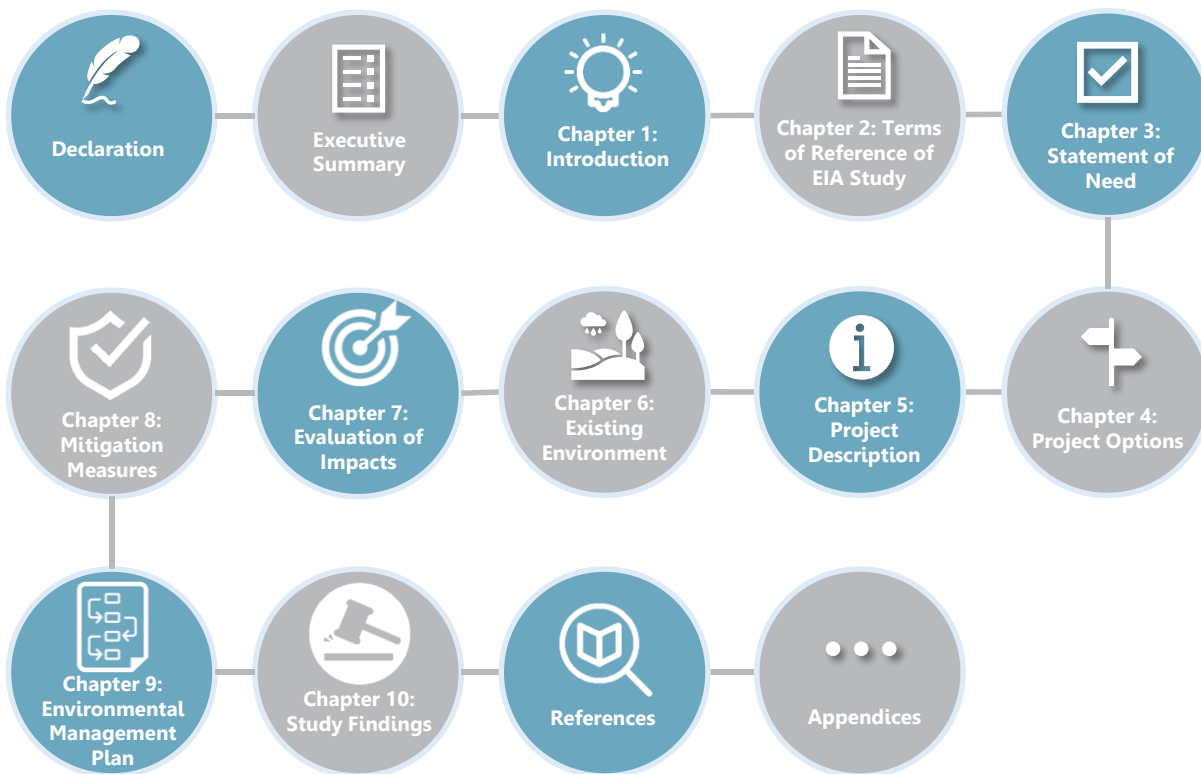 Declaration
Executive
Summary
Chapter 1:
Introduction
Chapter 2: Terms
of Reference of
EIA Study
Chapter 3:
Statement of
Need
Chapter 4:
Project Options
Chapter 5:
Project
Description
Chapter 6:
Existing
Environment
Chapter 7:
Evaluation of
Impacts
Chapter 8:
Mitigation
Measures
Chapter 9:
Environmental
Management
Plan
Chapter 10:
Study Findings
References
Appendices